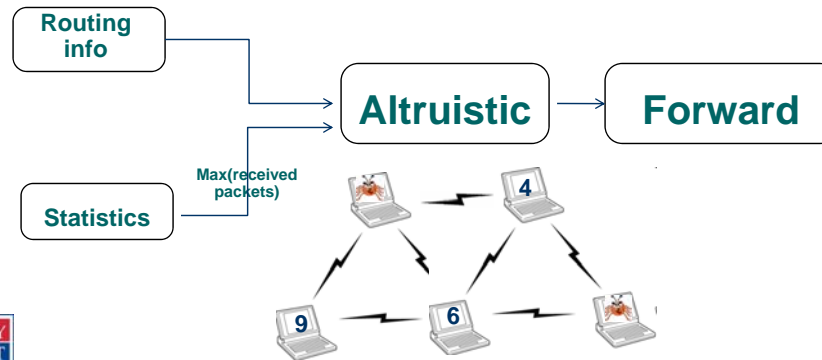 Routing
info
Altruistic
Forward
Max(received
packets)
Statistics
4
9
6